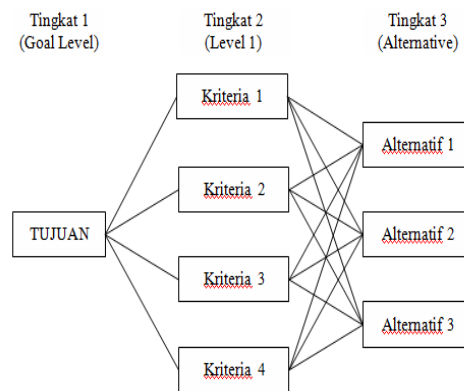 Tingkat 1
(Goal Level)
Tingkat 2
(Level 1)
Tingkat 3
(Alternative)
TUJUAN
Kriteria 1
Kriteria 2
Kriteria 3
Kriteria 4
Alternatif 1
Alternatif 2
Alternatif 3